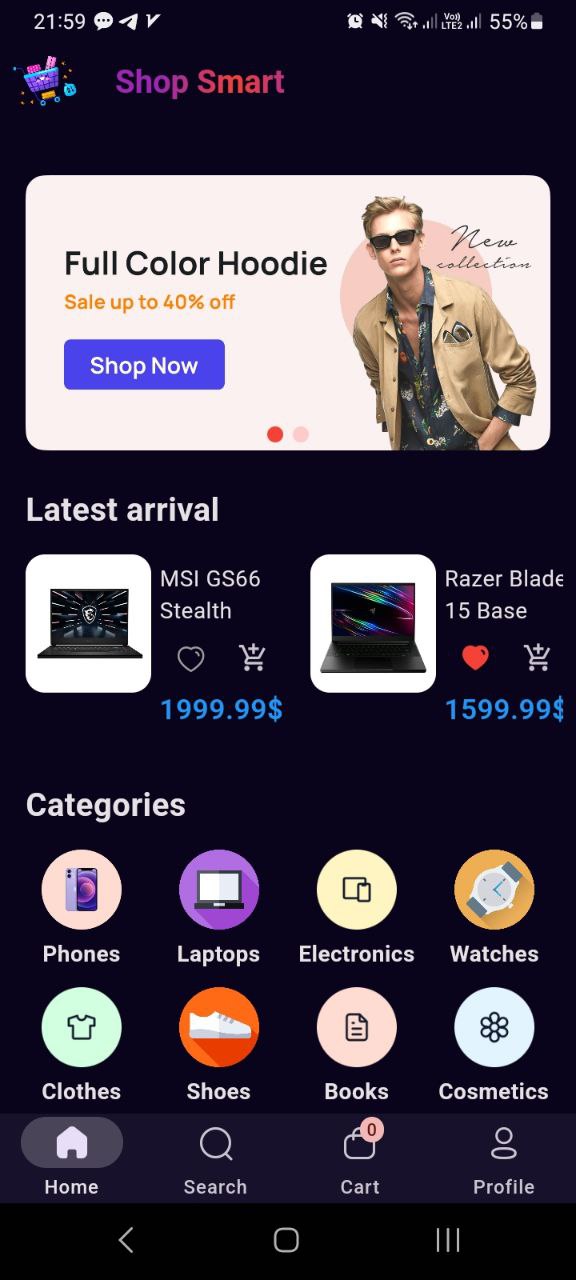 21:59
Vo))
LTE2
55%
Shop Smart
Full Color Hoodie
Sale up to 40% off
Shop Now
New
collection
Latest arrival
MSI GS66
Stealth
1999.99$
Razer Blade
15 Base
1599.99$
Categories
Phones
Laptops
Electronics
Watches
Clothes
Shoes
Books
Cosmetics
0
Home
Search
Cart
Profile